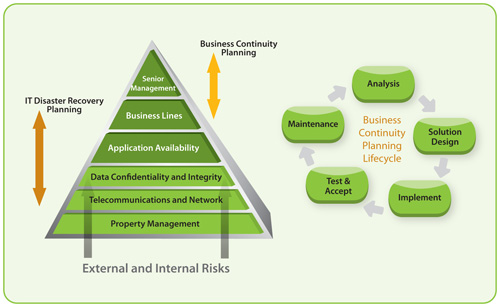 Business Continuity
Planning
IT Disaster Recovery
Planning
Senior
Management
Business Lines
Application Availability
Data Confidentiality and Integrity
Telecommunications and Network
Property Management
External and Internal Risks
Analysis
Solution
Design
Implement
Test &
Accept
Maintenance
Business
Continuity
Planning
Lifecycle